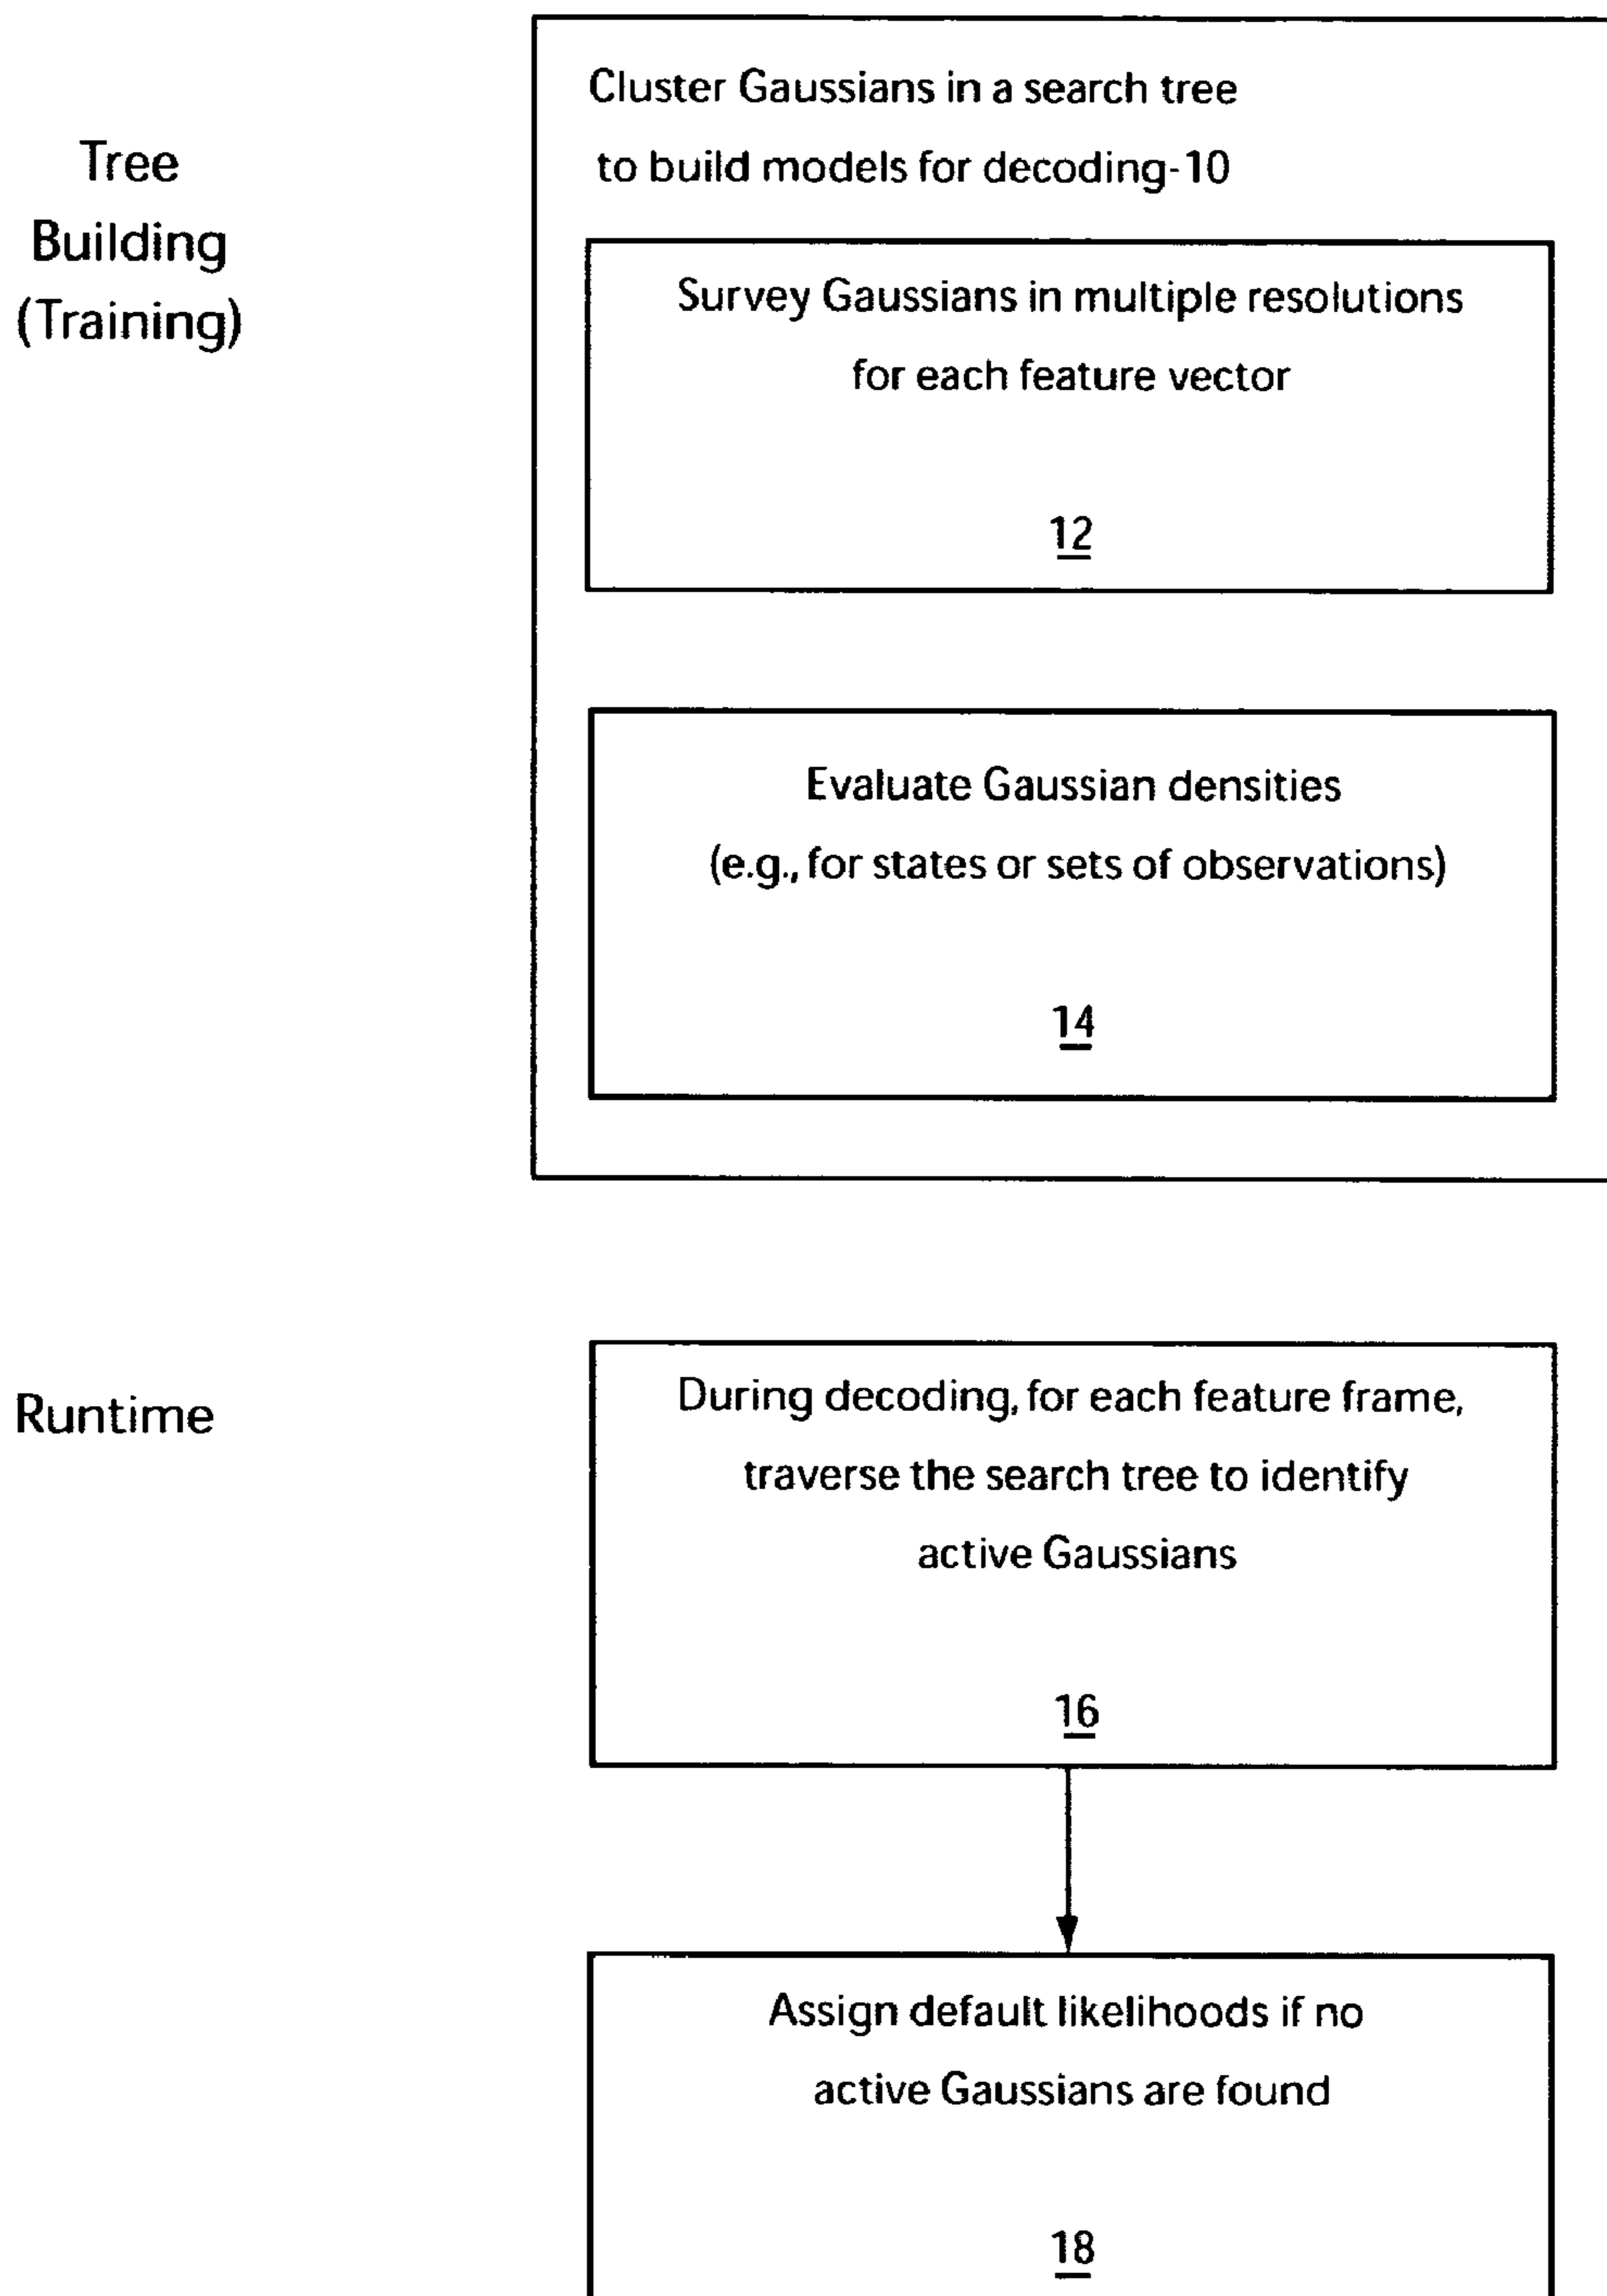 Tree
Building
(Training)
Cluster Gaussians in a search tree
to build models for decoding-10
Survey Gaussians in multiple resolutions
for each feature vector
12
Evaluate Gaussian densities
(e.g., for states or sets of observations)
14
Runtime
During decoding, for each feature frame,
traverse the search tree to identify
active Gaussians
16
Assign default likelihoods if no
active Gaussians are found
18